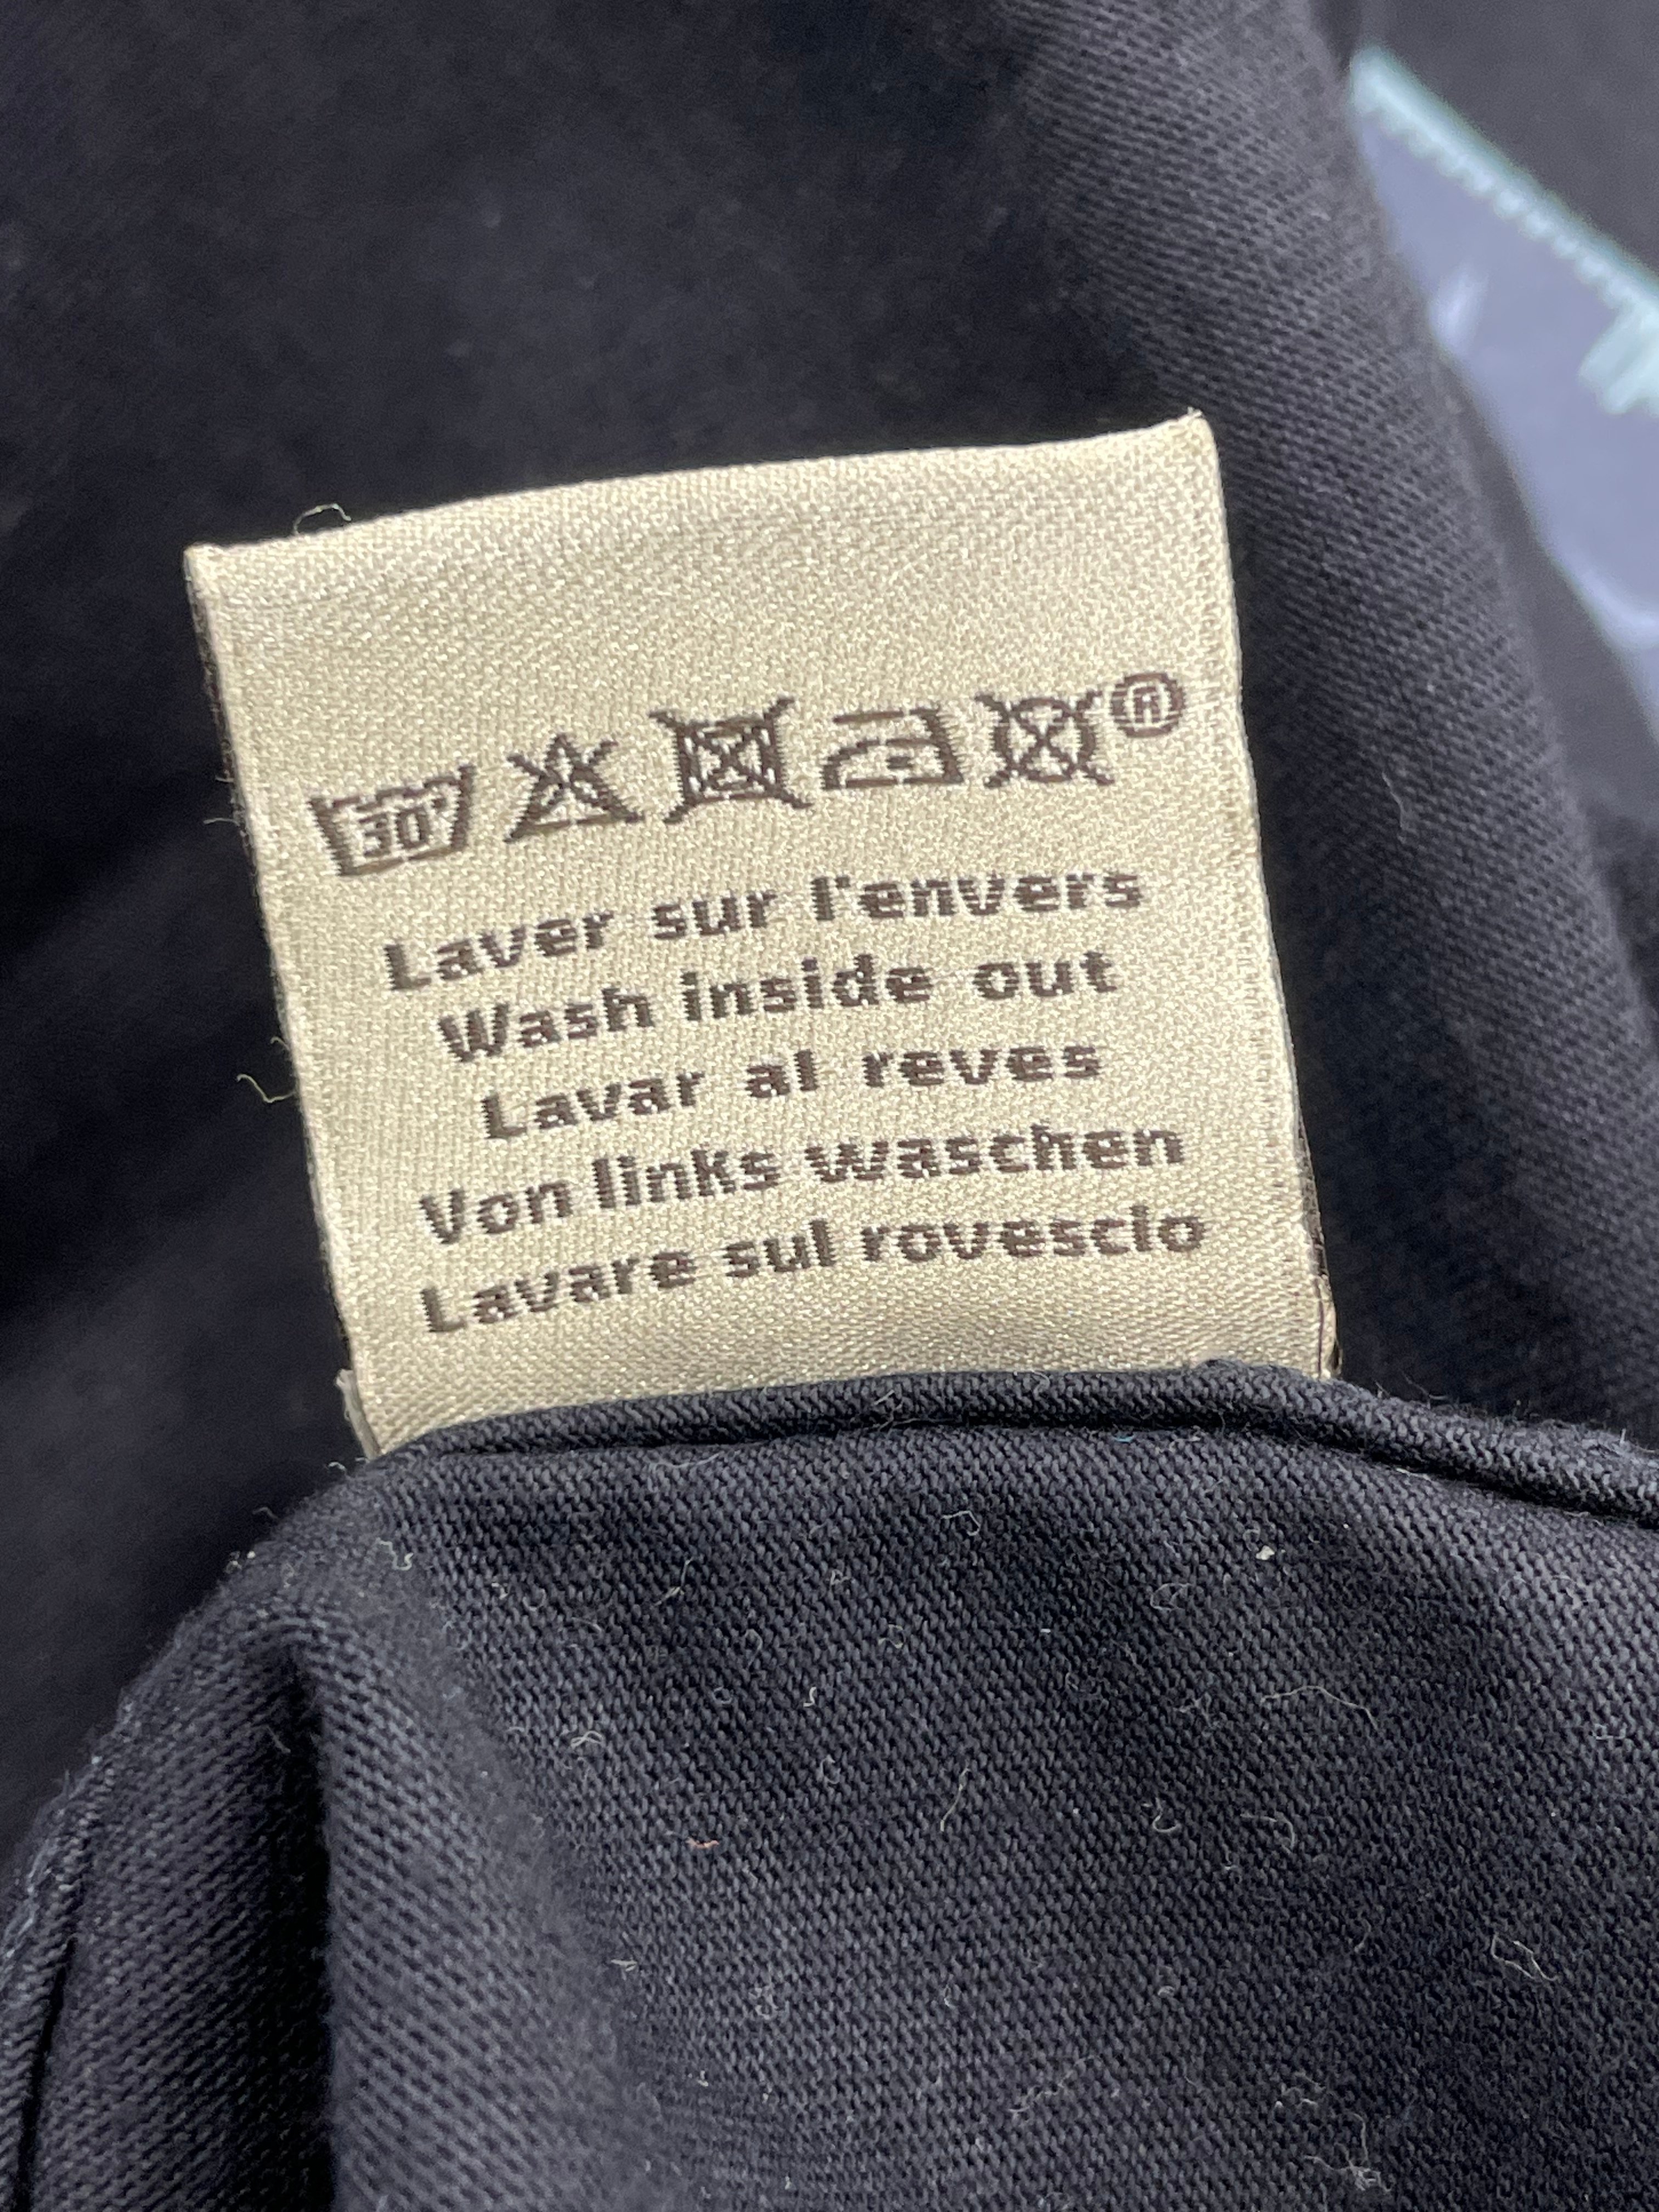 30° ®
Laver sur l'envers
Wash inside out
Lavar al reves
Von links waschen
Lavare sul rovescio